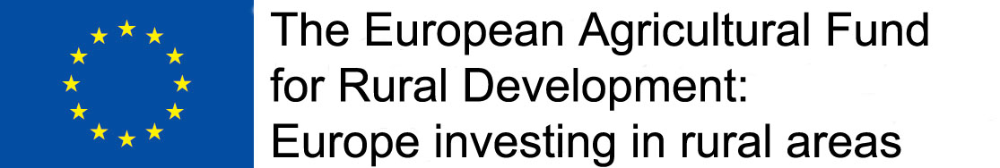 The European Agricultural Fund
for Rural Development:
Europe investing in rural areas